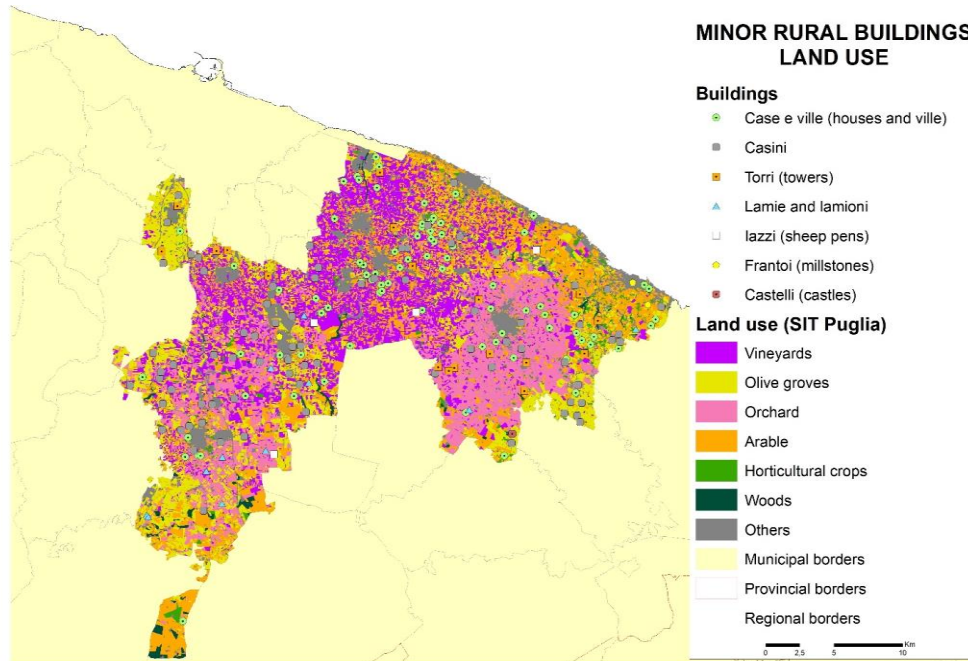 MINOR RURAL BUILDINGS
LAND USE
Buildings
Case e ville (houses and ville)
Casini
Torri (towers)
Lamie and lamioni
Iazzi (sheep pens)
Frantoi (millstones)
Castelli (castles)
Land use (SIT Puglia)
Vineyards
Olive groves
Orchard
Arable
Horticultural crops
Woods
Others
Municipal borders
Provincial borders
Regional borders
Km
0 2,5 5 10